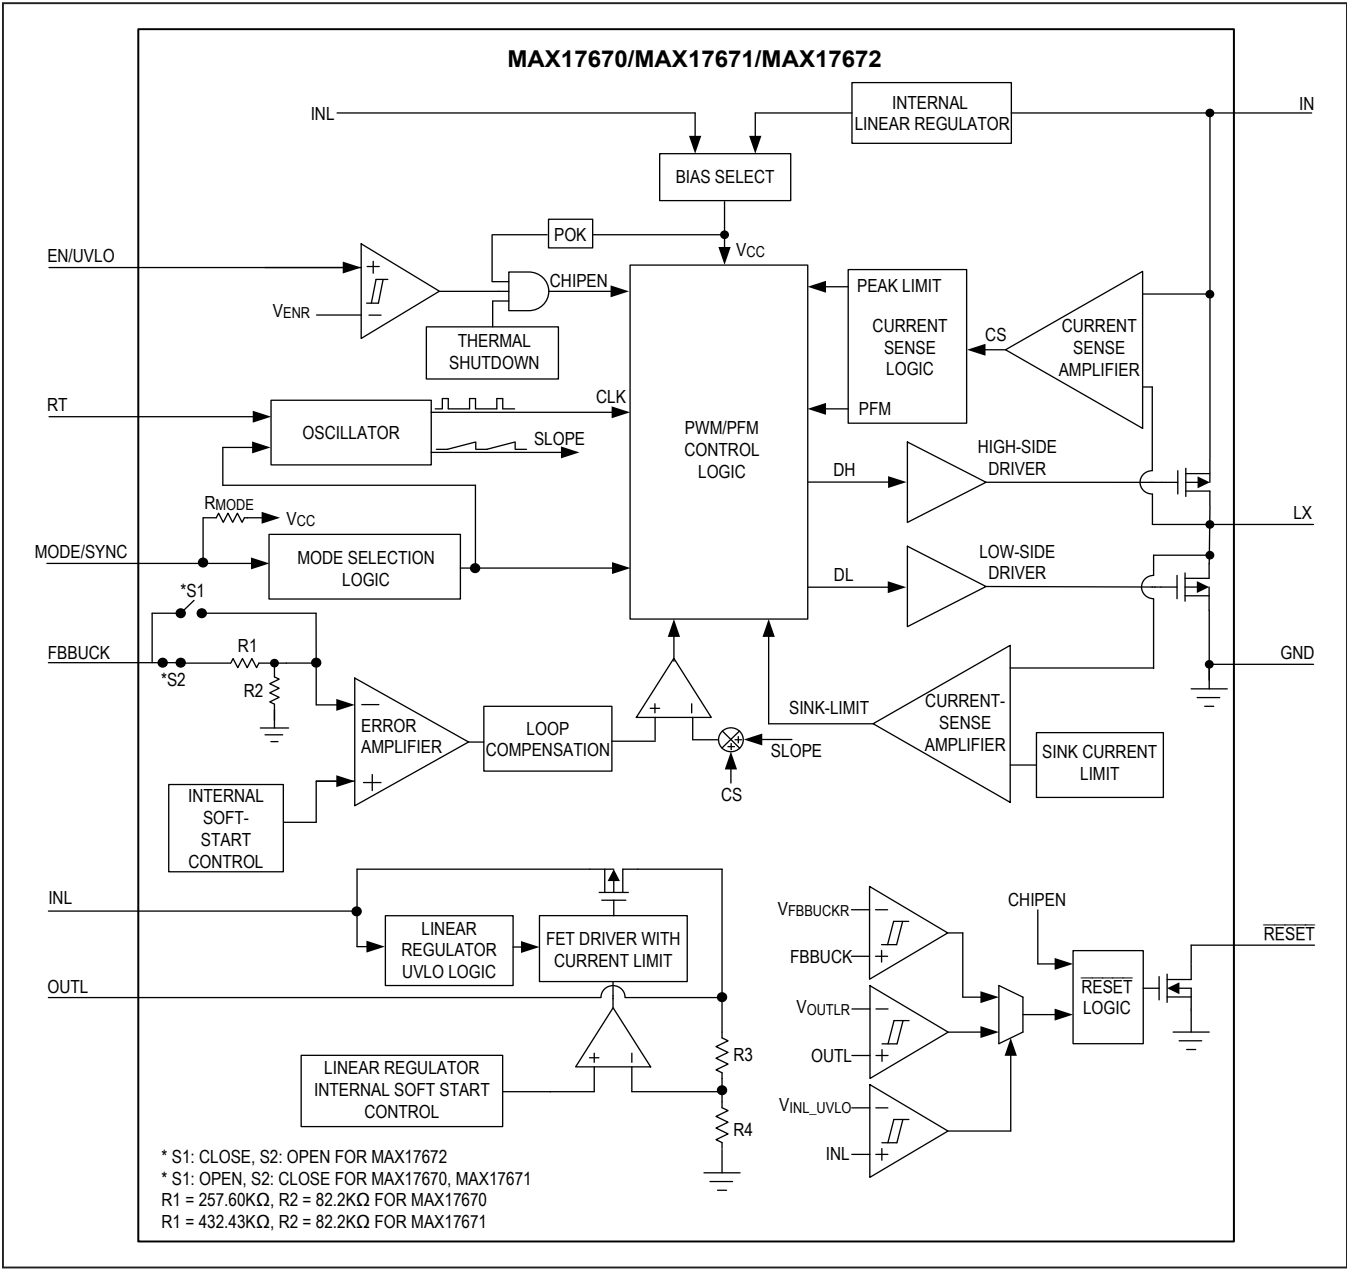 MAX17670/MAX17671/MAX17672
INL
INTERNAL
LINEAR REGULATOR
IN
BIAS SELECT
POK
VCC
EN/UVLO
+
VENR
−
CHIPEN
THERMAL
SHUTDOWN
PEAK LIMIT
CURRENT
SENSE
LOGIC
PFM
CS
CURRENT
SENSE
AMPLIFIER
RT
OSCILLATOR
CLK
SLOPE
PWM/PFM
CONTROL
LOGIC
DH
HIGH-SIDE
DRIVER
RMODE
VCC
LX
MODE/SYNC
MODE SELECTION
LOGIC
DL
LOW-SIDE
DRIVER
*S1
FBBUCK
*S2
R1
R2
GND
−
ERROR
AMPLIFIER
+
LOOP
COMPENSATION
+
−
+
+
SLOPE
CS
SINK-LIMIT
CURRENT-
SENSE
AMPLIFIER
SINK CURRENT
LIMIT
INTERNAL
SOFT-
START
CONTROL
INL
LINEAR
REGULATOR
UVLO LOGIC
FET DRIVER WITH
CURRENT LIMIT
OUTL
LINEAR REGULATOR
INTERNAL SOFT START
CONTROL
+
−
R3
R4
VFBBUCKR
−
FBBUCK
+
VOUTLR
−
OUTL
+
VINL_UVLO
−
INL
+
CHIPEN
RESET
LOGIC
RESET
* S1: CLOSE, S2: OPEN FOR MAX17672
* S1: OPEN, S2: CLOSE FOR MAX17670, MAX17671
R1 = 257.60KΩ, R2 = 82.2KΩ FOR MAX17670
R1 = 432.43KΩ, R2 = 82.2KΩ FOR MAX17671